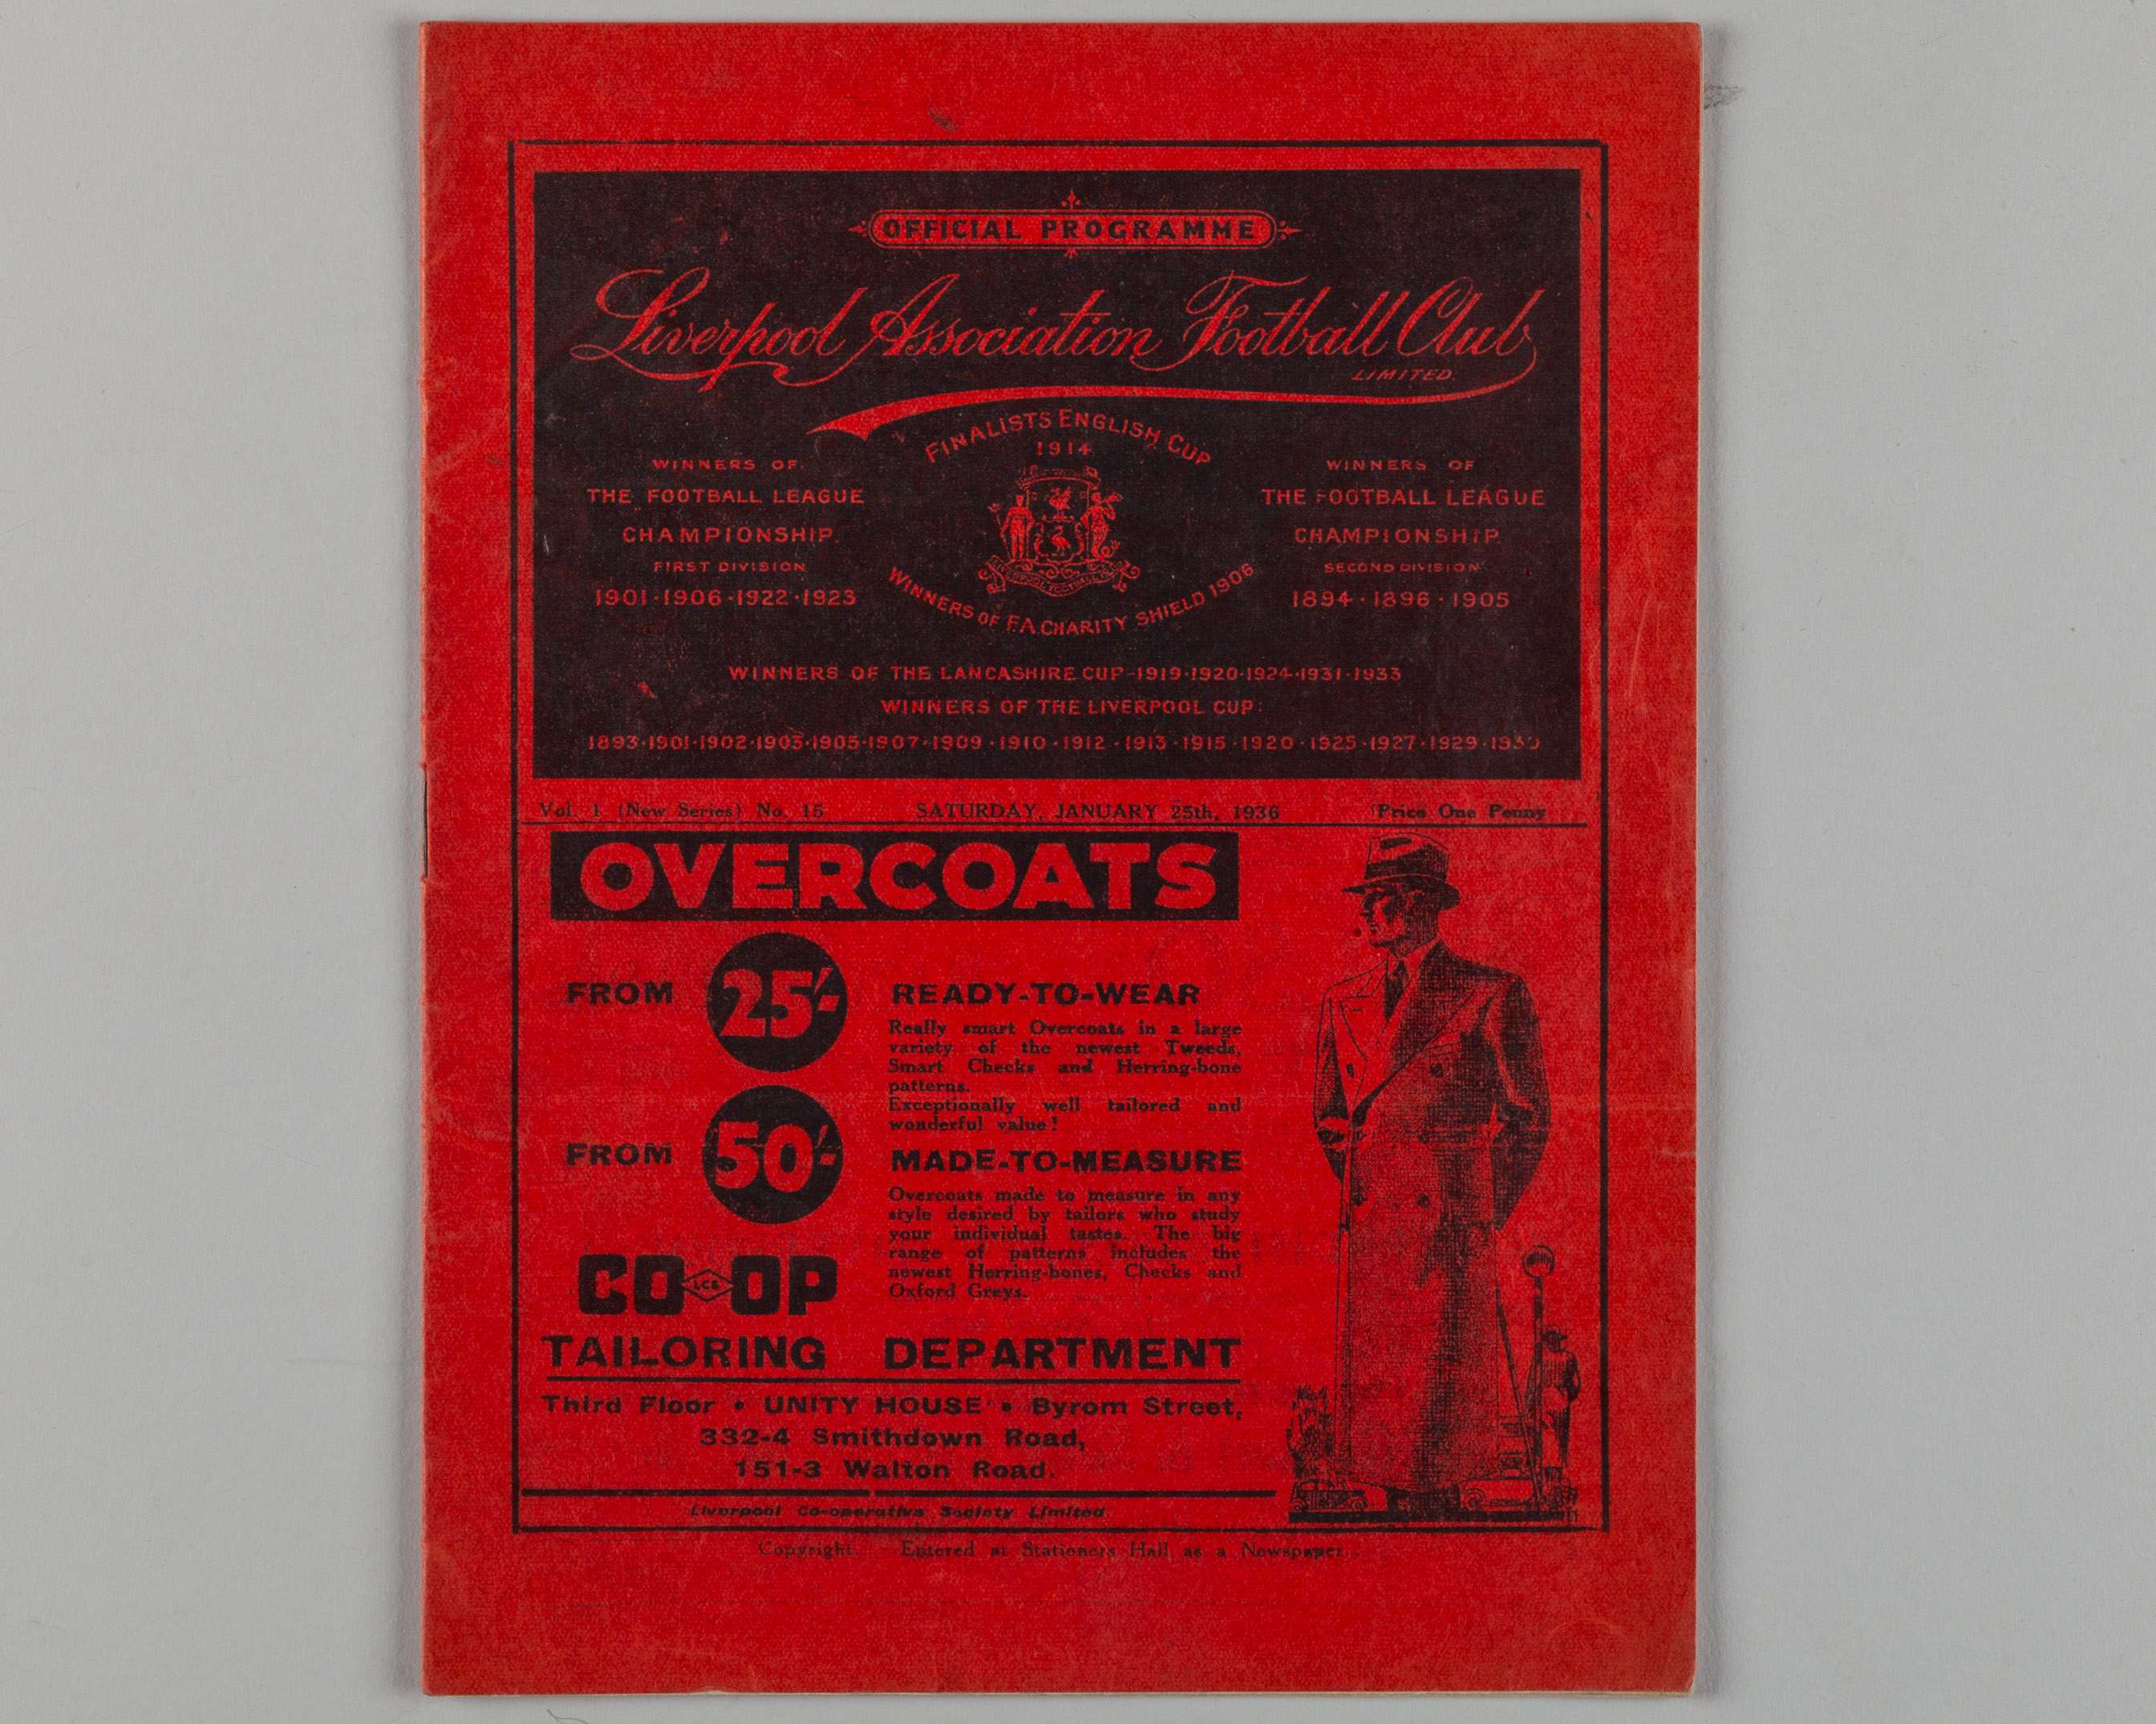 OFFICIAL PROGRAMME
Liverpool Association Football Club
LIMITED.
FINALISTS ENGLISH CUP
1914
WINNERS OF
THE FOOTBALL LEAGUE
CHAMPIONSHIP
FIRST DIVISION
1901·1906·1922·1923
WINNERS OF
THE FOOTBALL LEAGUE
CHAMPIONSHIP
SECOND DIVISION
1894·1896·1905
LIVERPOOL FOOTBALL
WINNERS OF F.A. CHARITY SHIELD 1906
WINNERS OF THE LANCASHIRE CUP-1919·1920·1924·1931·1933
WINNERS OF THE LIVERPOOL CUP:
1893·1901·1902·1903·1905·1907·1909·1910·1912·1913·1915·1920·1925·1927·1929
Vol. 1 (New Series) No. 15 SATURDAY, JANUARY 25th, 1936 Price One Penny
OVERCOATS
FROM 25/- READY-TO-WEAR
Really smart Overcoats in a large
variety of the newest Tweeds,
Smart Checks and Herring-bone
patterns.
Exceptionally well tailored and
wonderful value!
FROM 50/- MADE-TO-MEASURE
Overcoats made to measure in any
style desired by tailors who study
your individual tastes. The big
range of patterns includes the
newest Herring-bones, Checks and
Oxford Greys.
CO LCS OP
TAILORING DEPARTMENT
Third Floor • UNITY HOUSE • Byrom Street,
332-4 Smithdown Road,
151-3 Walton Road.
Liverpool Co-operative Society Limited
Copyright. Entered at Stationers Hall as a Newspaper.